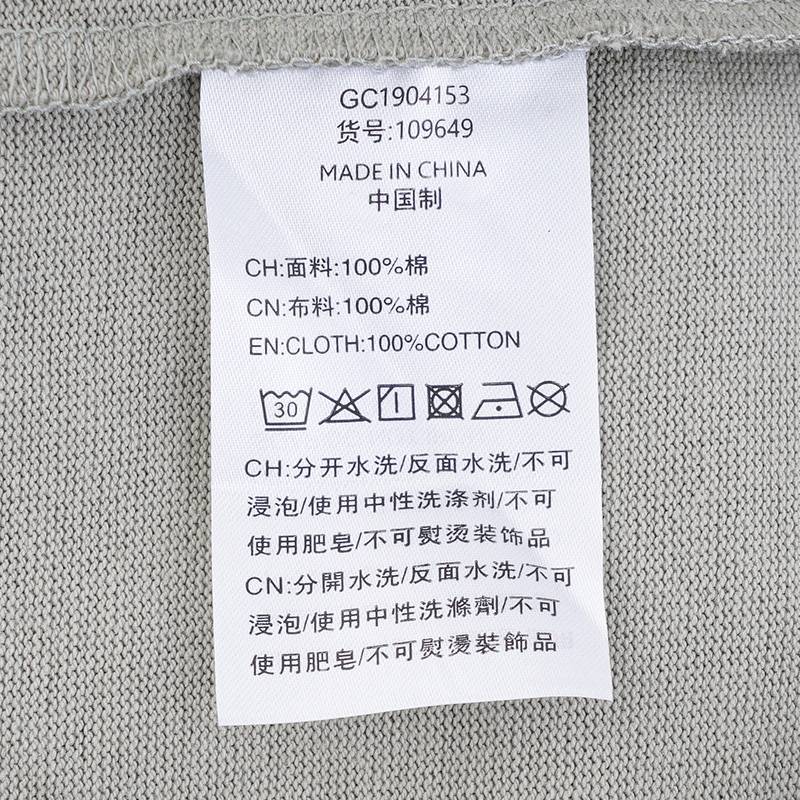 GC1904153
货号:109649
MADE IN CHINA
中国制
CH:面料:100%棉
CN:布料:100%棉
EN:CLOTH:100%COTTON
30
CH:分开水洗/反面水洗/不可
浸泡/使用中性洗涤剂/不可
使用肥皂/不可熨烫装饰品
CN:分開水洗/反面水洗/不可
浸泡/使用中性洗滌劑/不可
使用肥皂/不可熨燙裝飾品